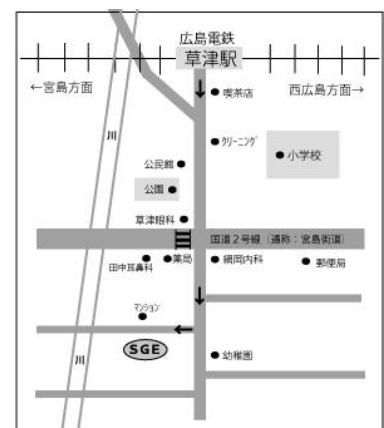 広島電鉄
草津駅
←宮島方面
西広島方面→
喫茶店
川
クリーニング
小学校
公民館
公園
草津眼科
国道2号線(通称:宮島街道)
田中耳鼻科
薬局
網岡内科
郵便局
マンション
SGE
幼稚園
川